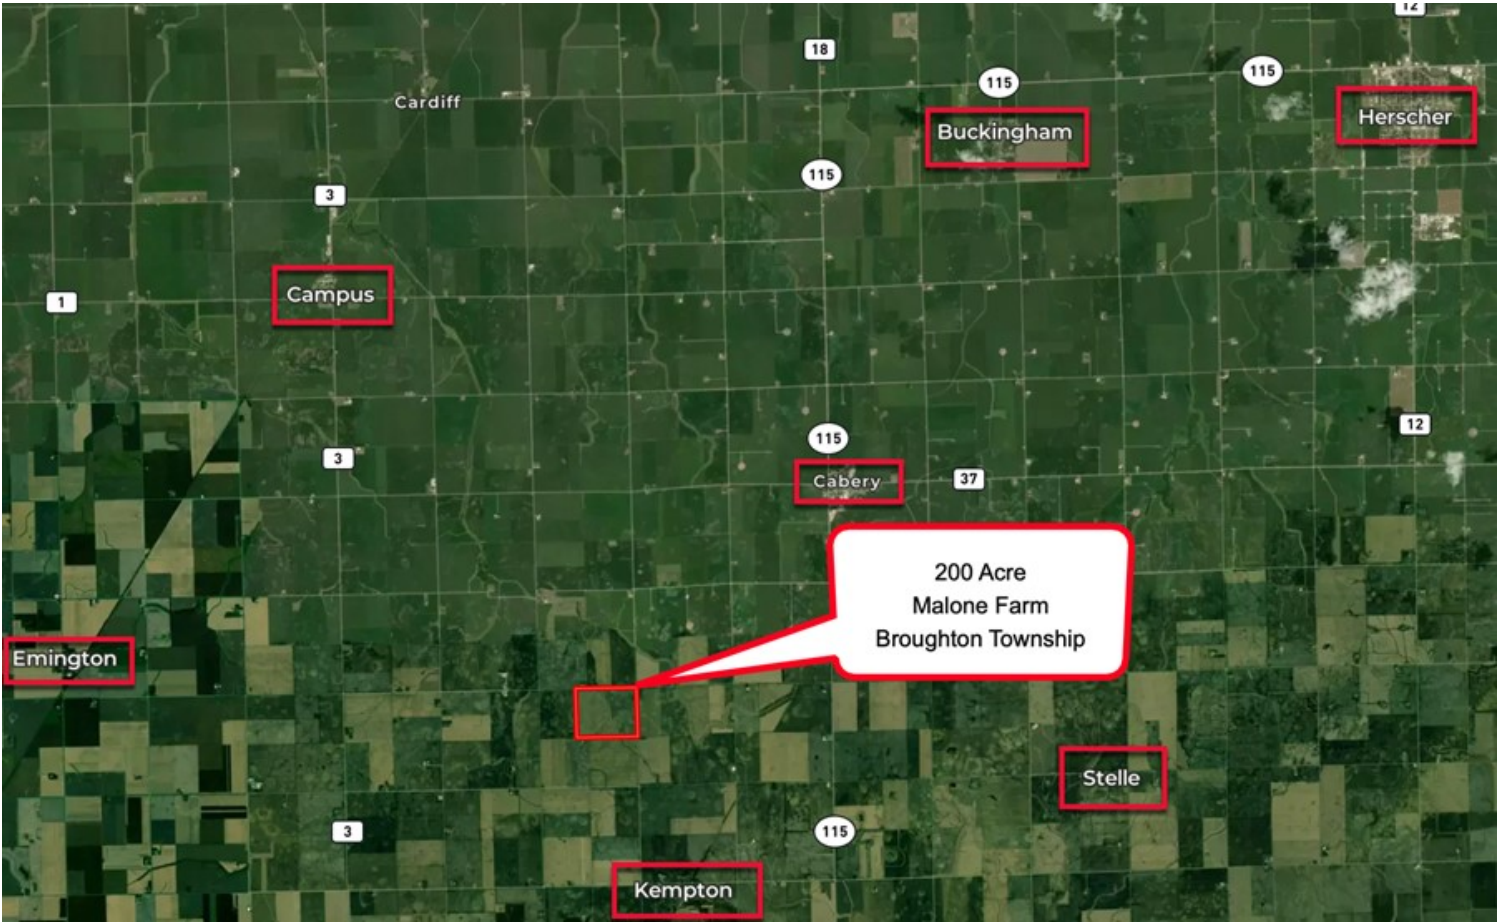 12
18
115
115
Cardiff
Buckingham
Herscher
115
3
Campus
1
115
12
3
Cabery
37
200 Acre
Malone Farm
Broughton Township
Emington
Stelle
3
115
Kempton